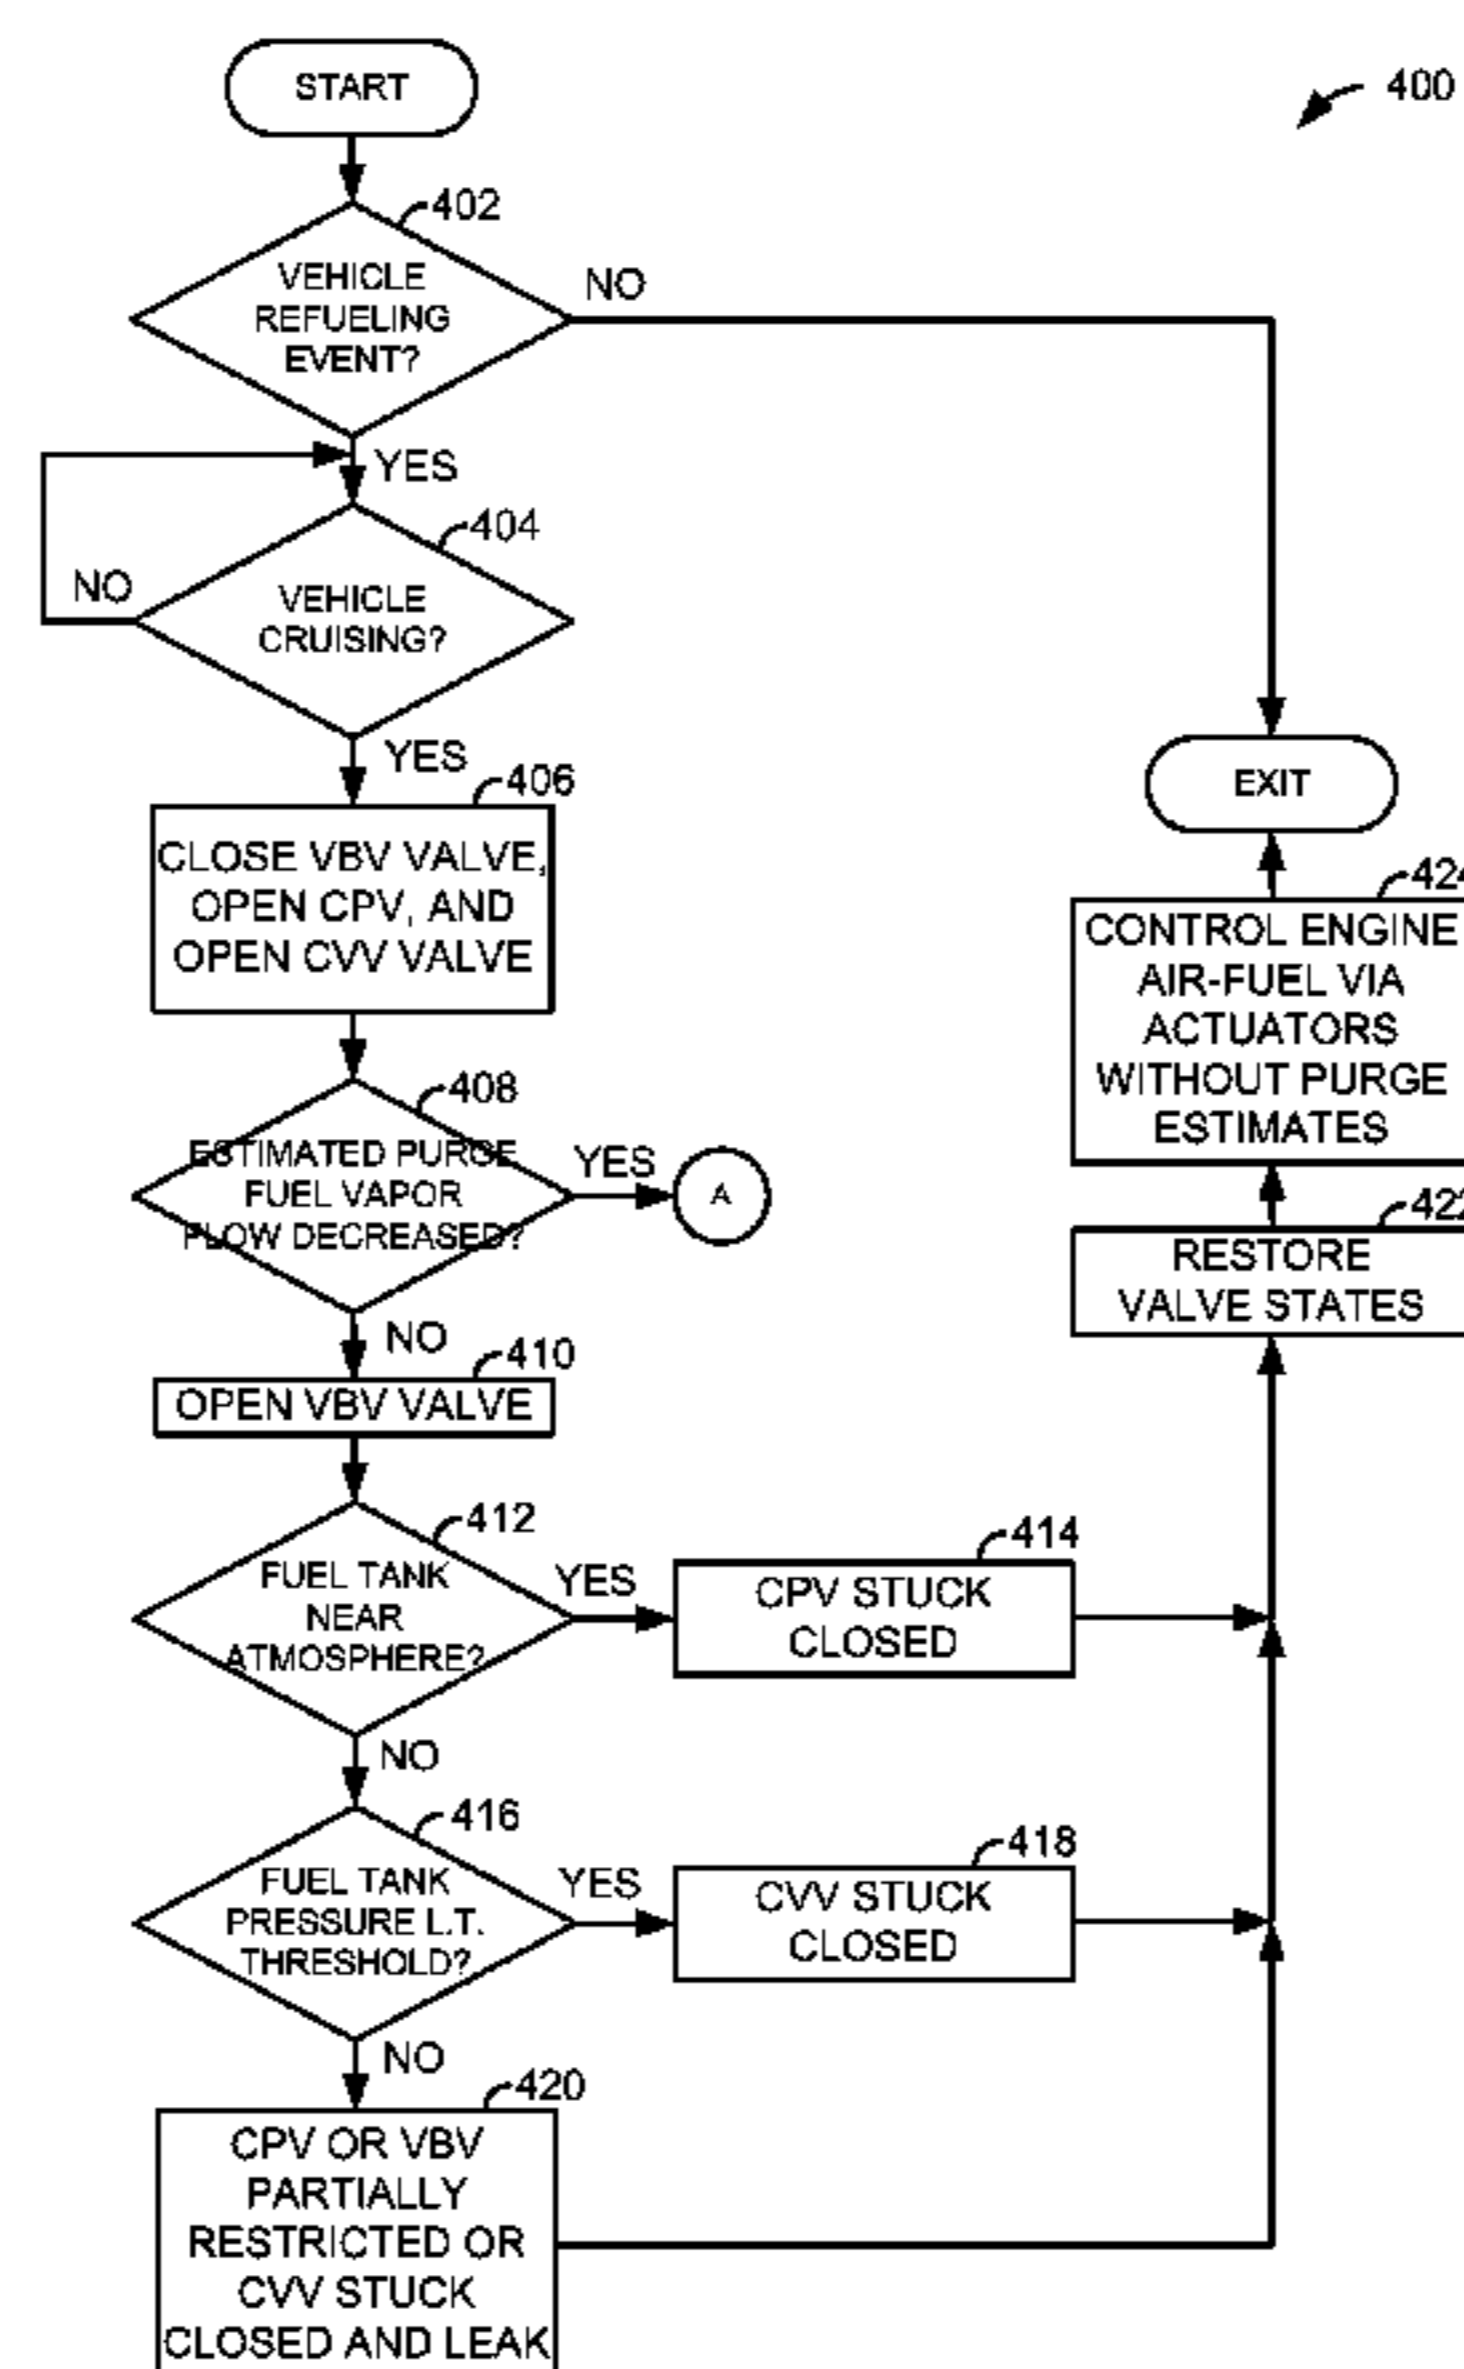 START
400
402
VEHICLE
REFUELING
EVENT?
NO
YES
404
VEHICLE
CRUISING?
NO
YES
406
CLOSE VBV VALVE,
OPEN CPV, AND
OPEN CVV VALVE
EXIT
424
CONTROL ENGINE
AIR-FUEL VIA
ACTUATORS
WITHOUT PURGE
ESTIMATES
408
ESTIMATED PURGE
FUEL VAPOR
FLOW DECREASED?
YES
A
422
RESTORE
VALVE STATES
NO
410
OPEN VBV VALVE
412
FUEL TANK
NEAR
ATMOSPHERE?
YES
414
CPV STUCK
CLOSED
NO
416
FUEL TANK
PRESSURE L.T.
THRESHOLD?
YES
418
CVV STUCK
CLOSED
NO
420
CPV OR VBV
PARTIALLY
RESTRICTED OR
CVV STUCK
CLOSED AND LEAK